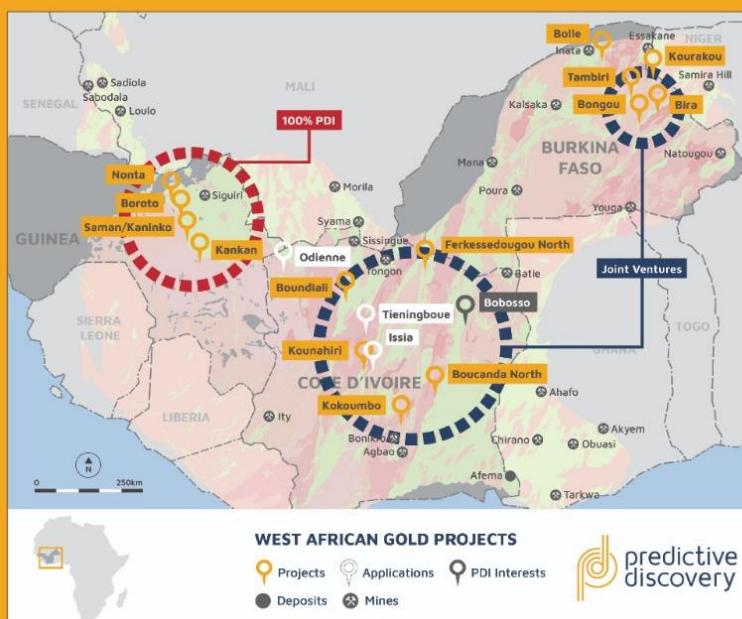 Bolle
Inata
Essakane
NIGER
Kourakou
Tambiri
Samira Hill
Bongou
Bira
Kalsaka
BURKINA
FASO
Natougou
Mana
Poura
Youga
MALI
SENEGAL
Sadiola
Sabodala
Loulo
100% PDI
Nonta
Siguiri
Morila
Boroto
Syama
Saman/Kaninko
GUINEA
Kankan
Sissingue
Odienne
Tongon
Ferkessedougou North
Batie
Joint Ventures
Boundiali
Bobosso
Tieningboue
Issia
SIERRA
LEONE
Kounahiri
GHANA
TOGO
COTE D'IVOIRE
Boucanda North
Kokoumbo
LIBERIA
Ity
Bonikro
Agbao
Ahafo
Akyem
Chirano
Obuasi
Afema
Tarkwa
N
0
250km
WEST AFRICAN GOLD PROJECTS
Projects
Applications
PDI Interests
Deposits
Mines
predictive
discovery